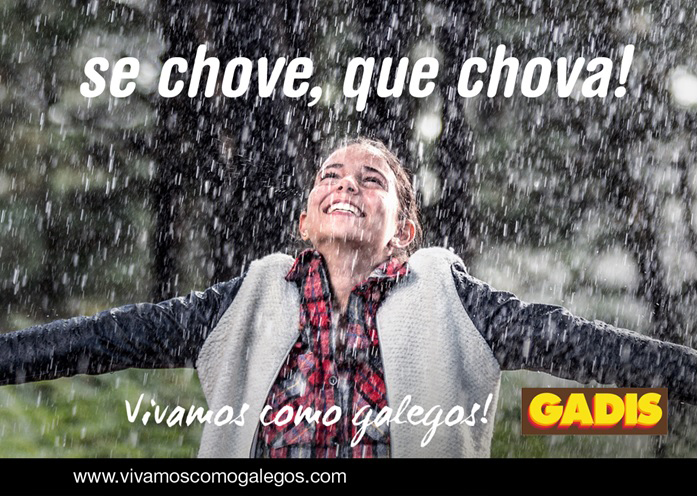 se chove, que chova!
Vivamos como galegos!
GADIS
www.vivamoscomogalegos.com